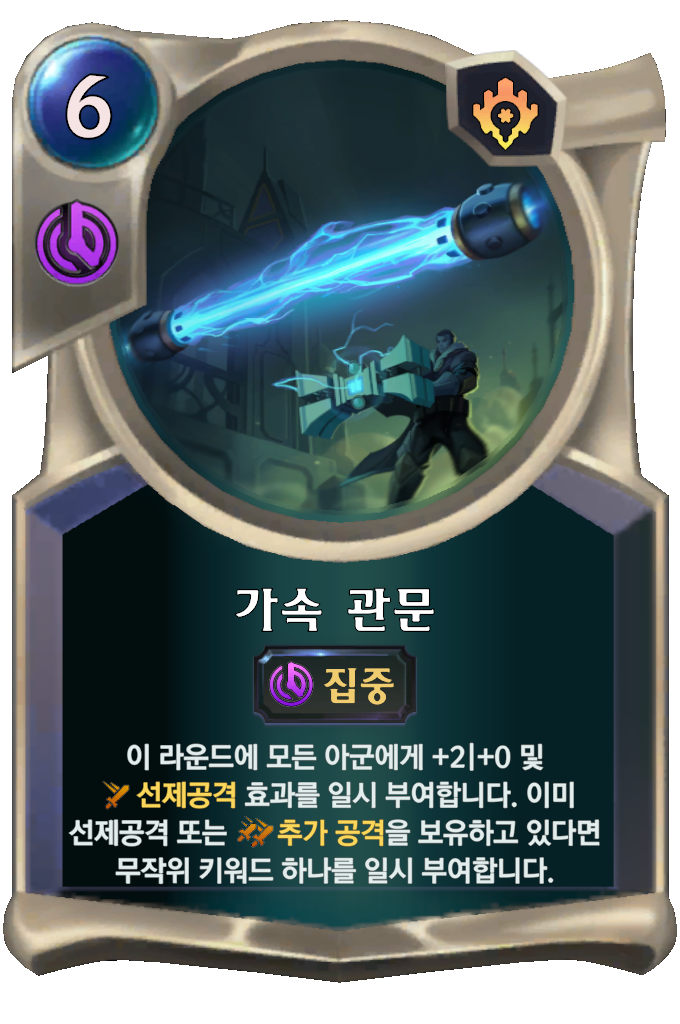 6
가속 관문
집중
이 라운드에 모든 아군에게 +2|+0 및
선제공격 효과를 일시 부여합니다. 이미
선제공격 또는 추가 공격을 보유하고 있다면
무작위 키워드 하나를 일시 부여합니다.